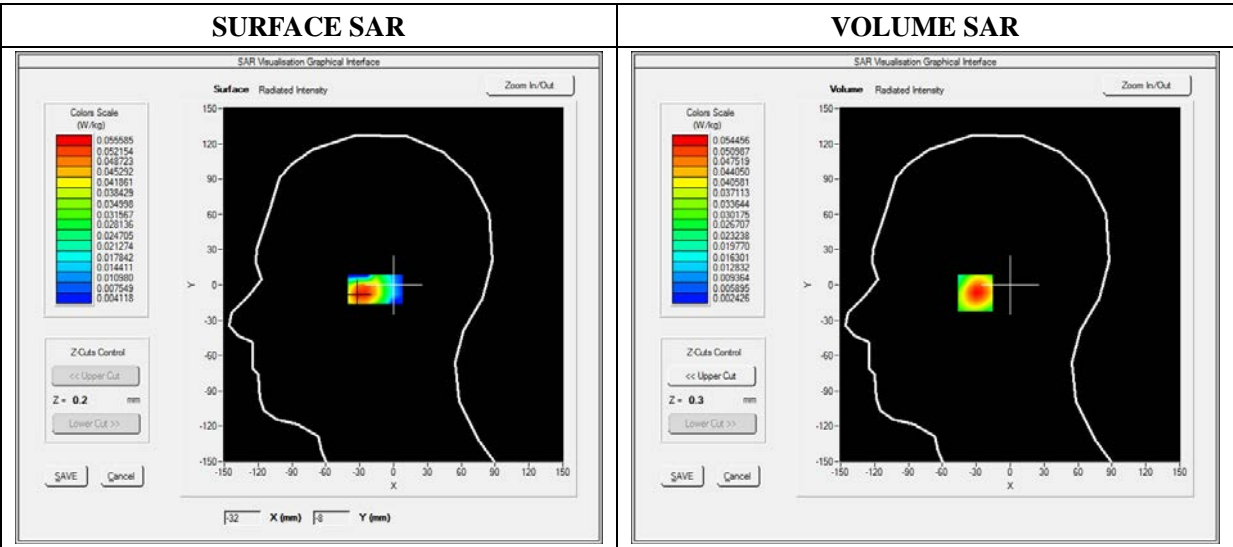 SURFACE SAR
SAR Visualisation Graphical Interface
Surface Radiated Intensity
Zoom In/Out
Colors Scale
(W/kg)
0.055585
0.052154
0.048723
0.045292
0.041861
0.038429
0.034998
0.031567
0.028136
0.024705
0.021274
0.017842
0.014411
0.010980
0.007549
0.004118
Z-Cuts Control
<< Upper Cut
Z = 0.2 mm
Lower Cut >>
SAVE Cancel
150
120
90
60
30
0
-30
-60
-90
-120
-150
Y
-150 -120 -90 -60 -30 0 30 60 90 120 150
X
-32 X (mm) -8 Y (mm)
VOLUME SAR
SAR Visualisation Graphical Interface
Volume Radiated Intensity
Zoom In/Out
Colors Scale
(W/kg)
0.054456
0.050987
0.047519
0.044050
0.040581
0.037113
0.033644
0.030175
0.026707
0.023238
0.019770
0.016301
0.012832
0.009364
0.005895
0.002426
Z-Cuts Control
<< Upper Cut
Z = 0.3 mm
Lower Cut >>
SAVE Cancel
150
120
90
60
30
0
-30
-60
-90
-120
-150
Y
-150 -120 -90 -60 -30 0 30 60 90 120 150
X